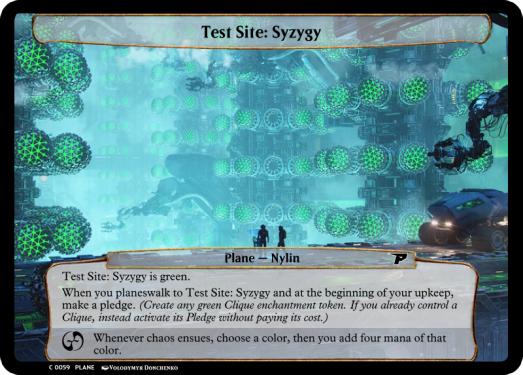 Test Site: Syzygy
Plane — Nylin
Test Site: Syzygy is green.
When you planeswalk to Test Site: Syzygy and at the beginning of your upkeep,
make a pledge. (Create any green Clique enchantment token. If you already control a
Clique, instead activate its Pledge without paying its cost.)
Whenever chaos ensues, choose a color, then you add four mana of that
color.
C 0059 PLANE Volodymyr Donchenko